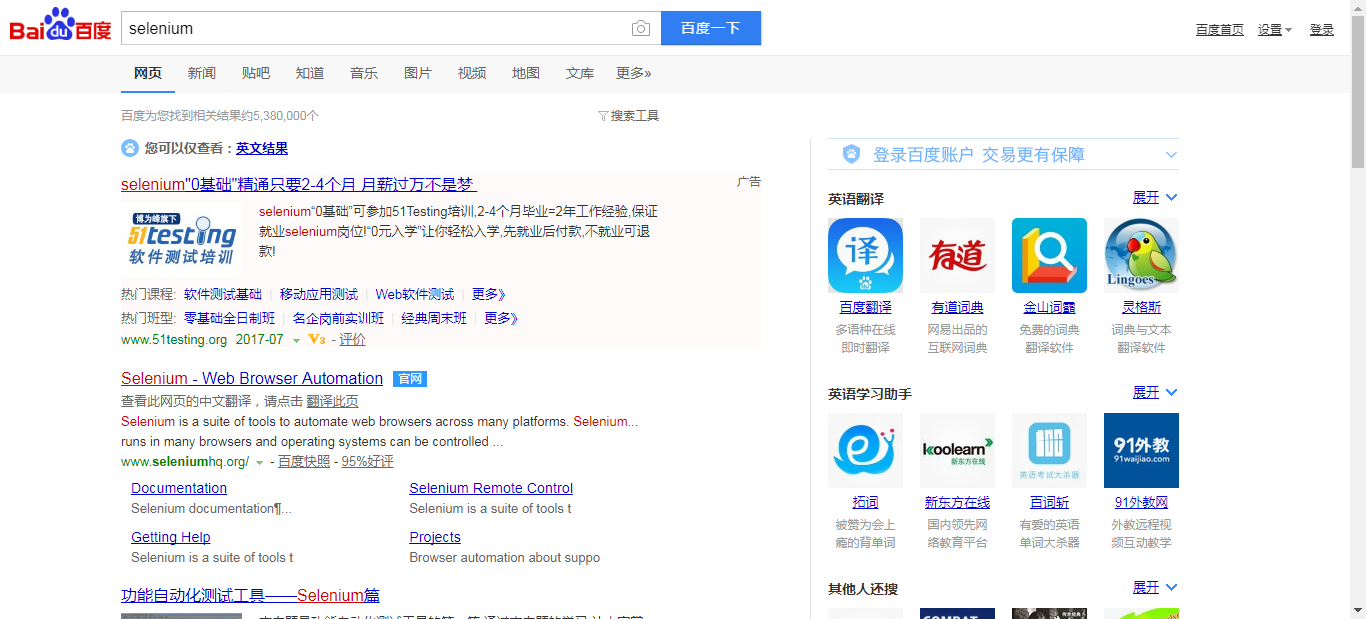 Bai du 百度
selenium
百度一下
百度首页 设置 登录
网页 新闻 贴吧 知道 音乐 图片 视频 地图 文库 更多»
百度为您找到相关结果约5,380,000个
搜索工具
您可以仅查看：英文结果
selenium"0基础"精通只要2-4个月 月薪过万不是梦
广告
博为峰旗下
51testing
软件测试培训
selenium“0基础”可参加51Testing培训,2-4个月毕业=2年工作经验,保证
就业selenium岗位!“0元入学”让你轻松入学,先就业后付款,不就业可退
款!
热门课程: 软件测试基础 | 移动应用测试 | Web软件测试 | 更多》
热门班型: 零基础全日制班 | 名企岗前实训班 | 经典周末班 | 更多》
www.51testing.org 2017-07 V3 - 评价
Selenium - Web Browser Automation 官网
查看此网页的中文翻译，请点击 翻译此页
Selenium is a suite of tools to automate web browsers across many platforms. Selenium...
runs in many browsers and operating systems can be controlled ...
www.seleniumhq.org/ - 百度快照 - 95%好评
Documentation
Selenium documentation¶...
Selenium Remote Control
Selenium is a suite of tools t
Getting Help
Selenium is a suite of tools t
Projects
Browser automation about suppo
功能自动化测试工具——Selenium篇
登录百度账户 交易更有保障
英语翻译 展开
译
有道
Lingoes
百度翻译 有道词典 金山词霸 灵格斯
多语种在线 网易出品的 免费的词典 词典与文本
即时翻译 互联网词典 翻译软件 翻译软件
英语学习助手 展开
koolearn
新东方在线
英语考试大杀器
91外教
91waijiao.com
拓词 新东方在线 百词斩 91外教网
被赞为会上 国内领先网 有爱的英语 外教远程视
瘾的背单词 络教育平台 单词大杀器 频互动教学
其他人还搜 展开
COMBAT